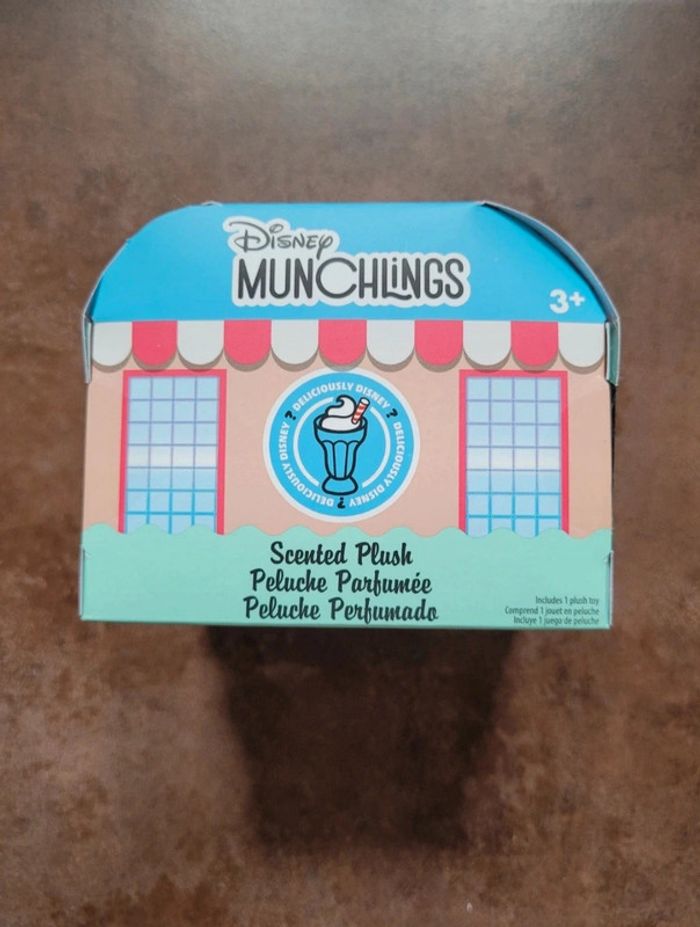 Disney
MUNCHLiNGS
3+
DELICIOUSLY DISNEY ? DELICIOUSLY DISNEY ? DELICIOUSLY DISNEY ?
Scented Plush
Peluche Parfumée
Peluche Perfumado
Includes 1 plush toy
Comprend 1 jouet en peluche
Incluye 1 juego de peluche